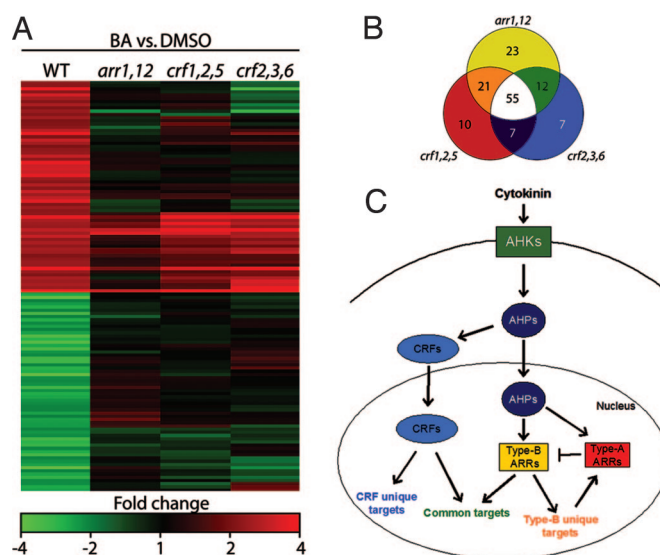 A
BA vs. DMSO
WT arr1,12 crf1,2,5 crf2,3,6
Fold change
-4 -2 1 2 4
B
arr1,12
23
21 12
55
10 7 7
crf1,2,5 crf2,3,6
C
Cytokinin
AHKs
AHPs
CRFs
AHPs
Nucleus
CRFs
Type-B
ARRs
Type-A
ARRs
CRF unique
targets
Common targets
Type-B unique
targets